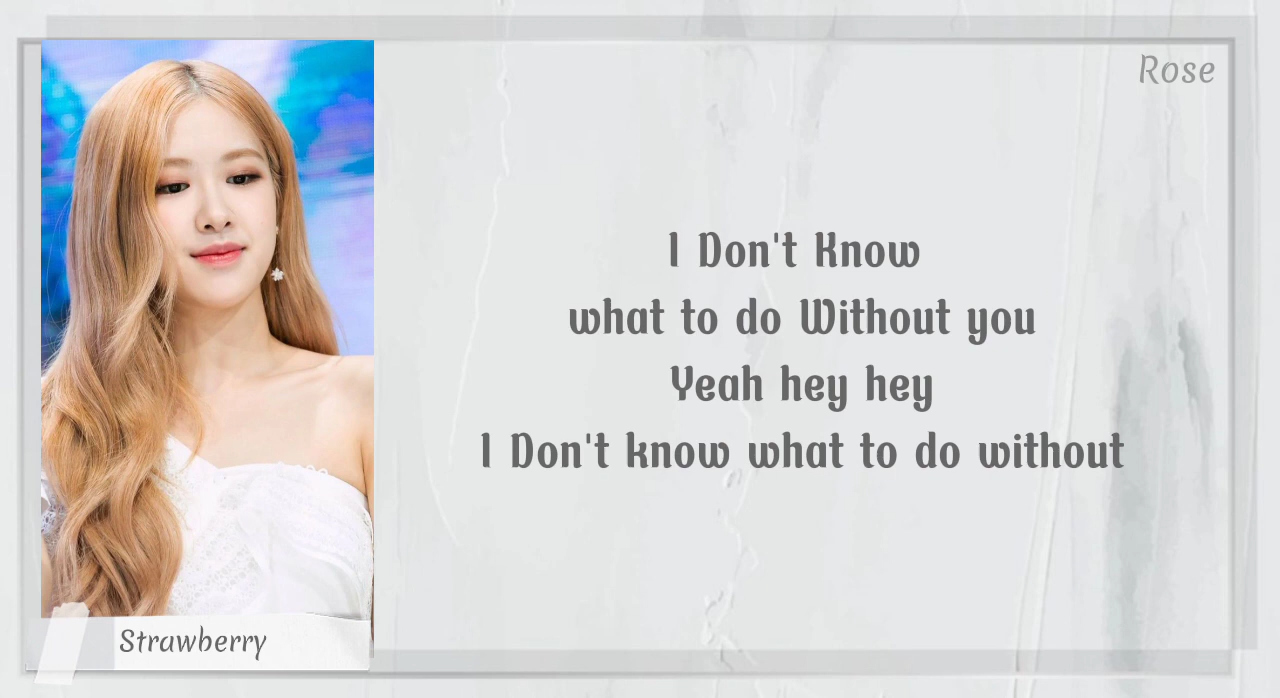 Rose
I Don't Know
what to do Without you
Yeah hey hey
I Don't know what to do without
Strawberry